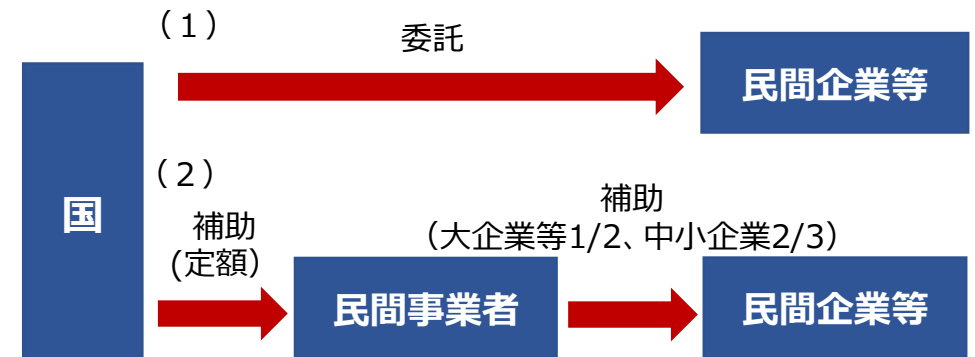 （１）
委託
民間企業等
国
（２）
補助
(定額）
民間事業者
補助
（大企業等1/2、中小企業2/3）
民間企業等